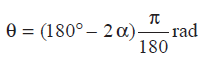 θ = (180° – 2 α) π/180 rad